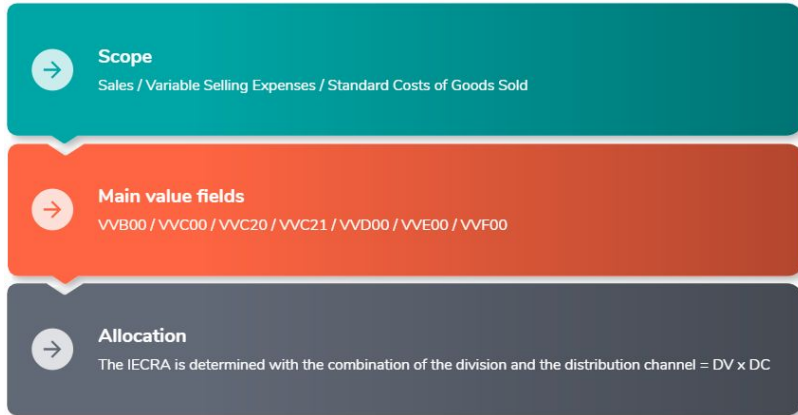 Scope
Sales / Variable Selling Expenses / Standard Costs of Goods Sold
Main value fields
VVB00 / VVC00 / VVC20 / VVC21 / VVD00 / VVE00 / VVF00
Allocation
The IECRA is determined with the combination of the division and the distribution channel = DV x DC